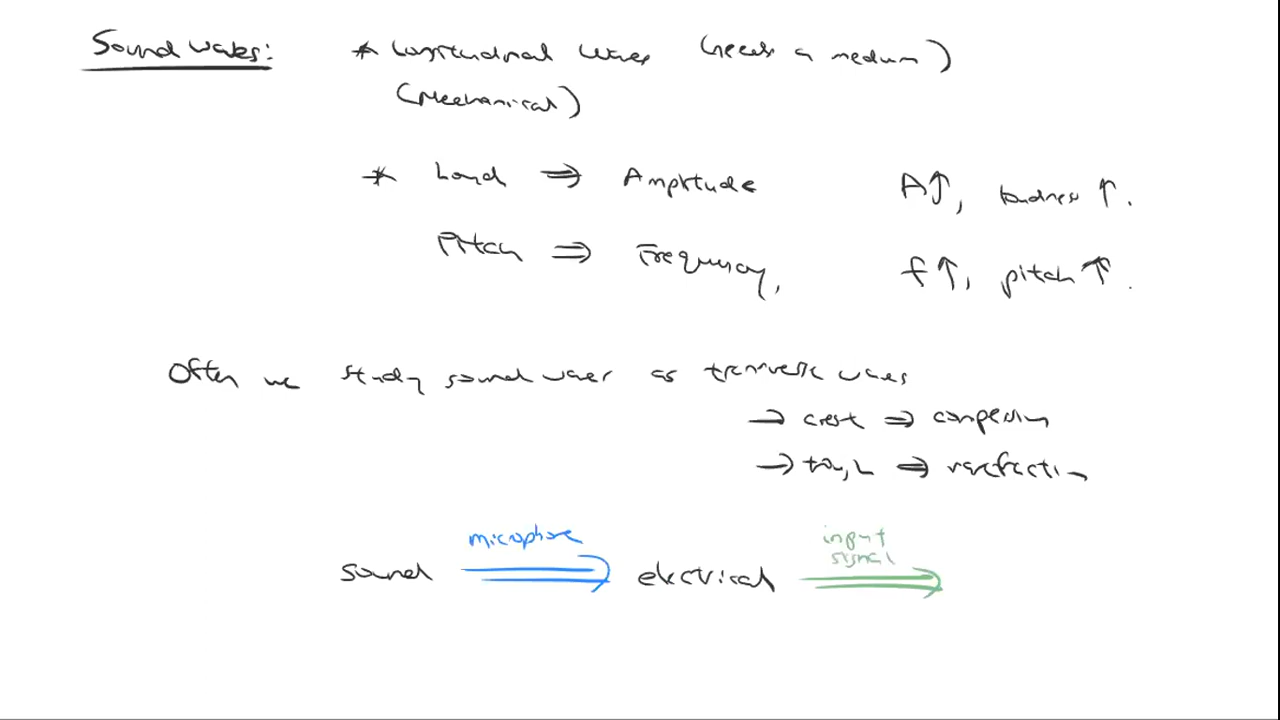 Sound waves: * Longitudinal waves (needs a medium)
(Mechanical)
* Loud ⇒ Amplitude A↑, loudness ↑.
Pitch ⇒ Frequency, f↑, pitch ↑.
Often we study sound waves as transverse waves
→ crest ⇒ compression
→ trough ⇒ rarefaction
microphone
input
signal
sound ⇒ electrical ⇒